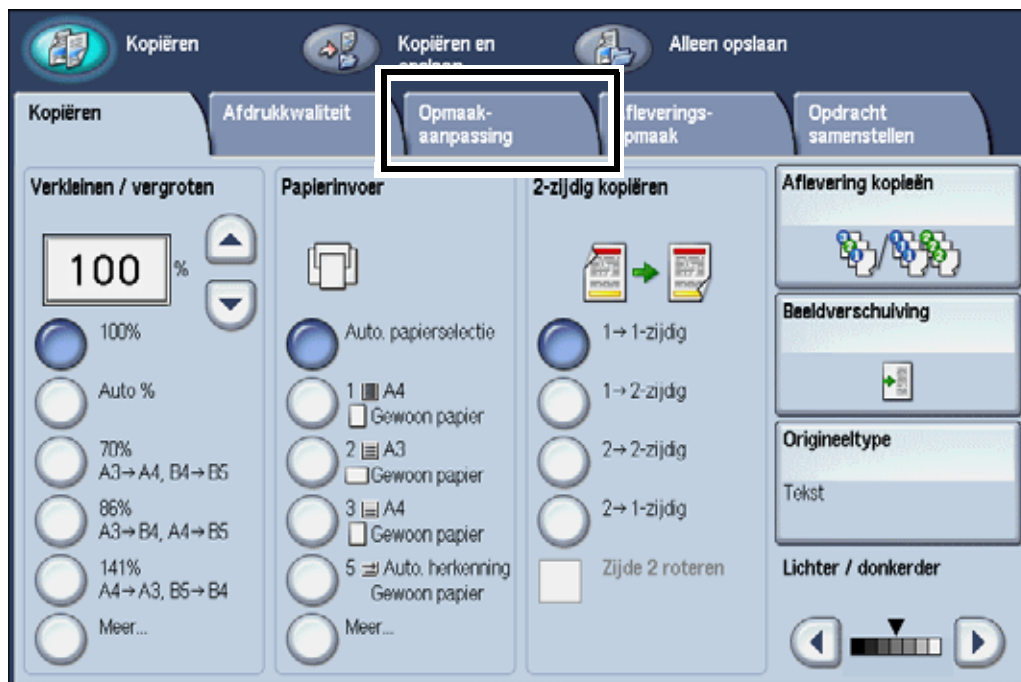 Kopiëren
Kopiëren en
Alleen opslaan
Kopiëren
Afdrukkwaliteit
Opmaak-
aanpassing
fleverings-
pmaak
Opdracht
samenstellen
Verkleinen / vergroten
100 %
100%
Auto %
70%
A3→A4, B4→B5
86%
A3→B4, A4→B5
141%
A4→A3, B5→B4
Meer...
Papierinvoer
Auto. papierselectie
1 A4
Gewoon papier
2 A3
Gewoon papier
3 A4
Gewoon papier
5 Auto. herkenning
Gewoon papier
Meer...
2-zijdig kopiëren
1→1-zijdig
1→2-zijdig
2→2-zijdig
2→1-zijdig
Zijde 2 roteren
Aflevering kopieën
Beeldverschuiving
Origineeltype
Tekst
Lichter / donkerder